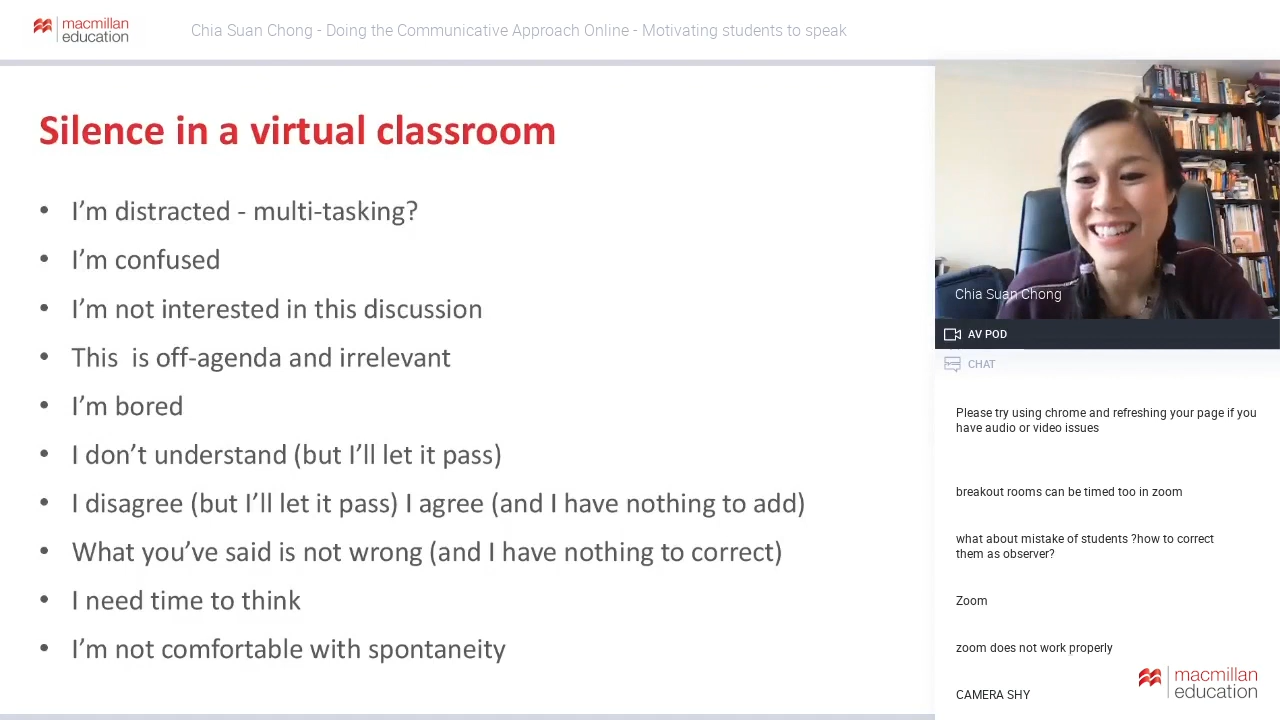 macmillan
education
Chia Suan Chong - Doing the Communicative Approach Online - Motivating students to speak
Silence in a virtual classroom
• I’m distracted - multi-tasking?
• I’m confused
• I’m not interested in this discussion
• This  is off-agenda and irrelevant
• I’m bored
• I don’t understand (but I’ll let it pass)
• I disagree (but I’ll let it pass) I agree (and I have nothing to add)
• What you’ve said is not wrong (and I have nothing to correct)
• I need time to think
• I’m not comfortable with spontaneity
Chia Suan Chong
AV POD
CHAT
Please try using chrome and refreshing your page if you
have audio or video issues
breakout rooms can be timed too in zoom
what about mistake of students ?how to correct
them as observer?
Zoom
zoom does not work properly
CAMERA SHY
macmillan
education